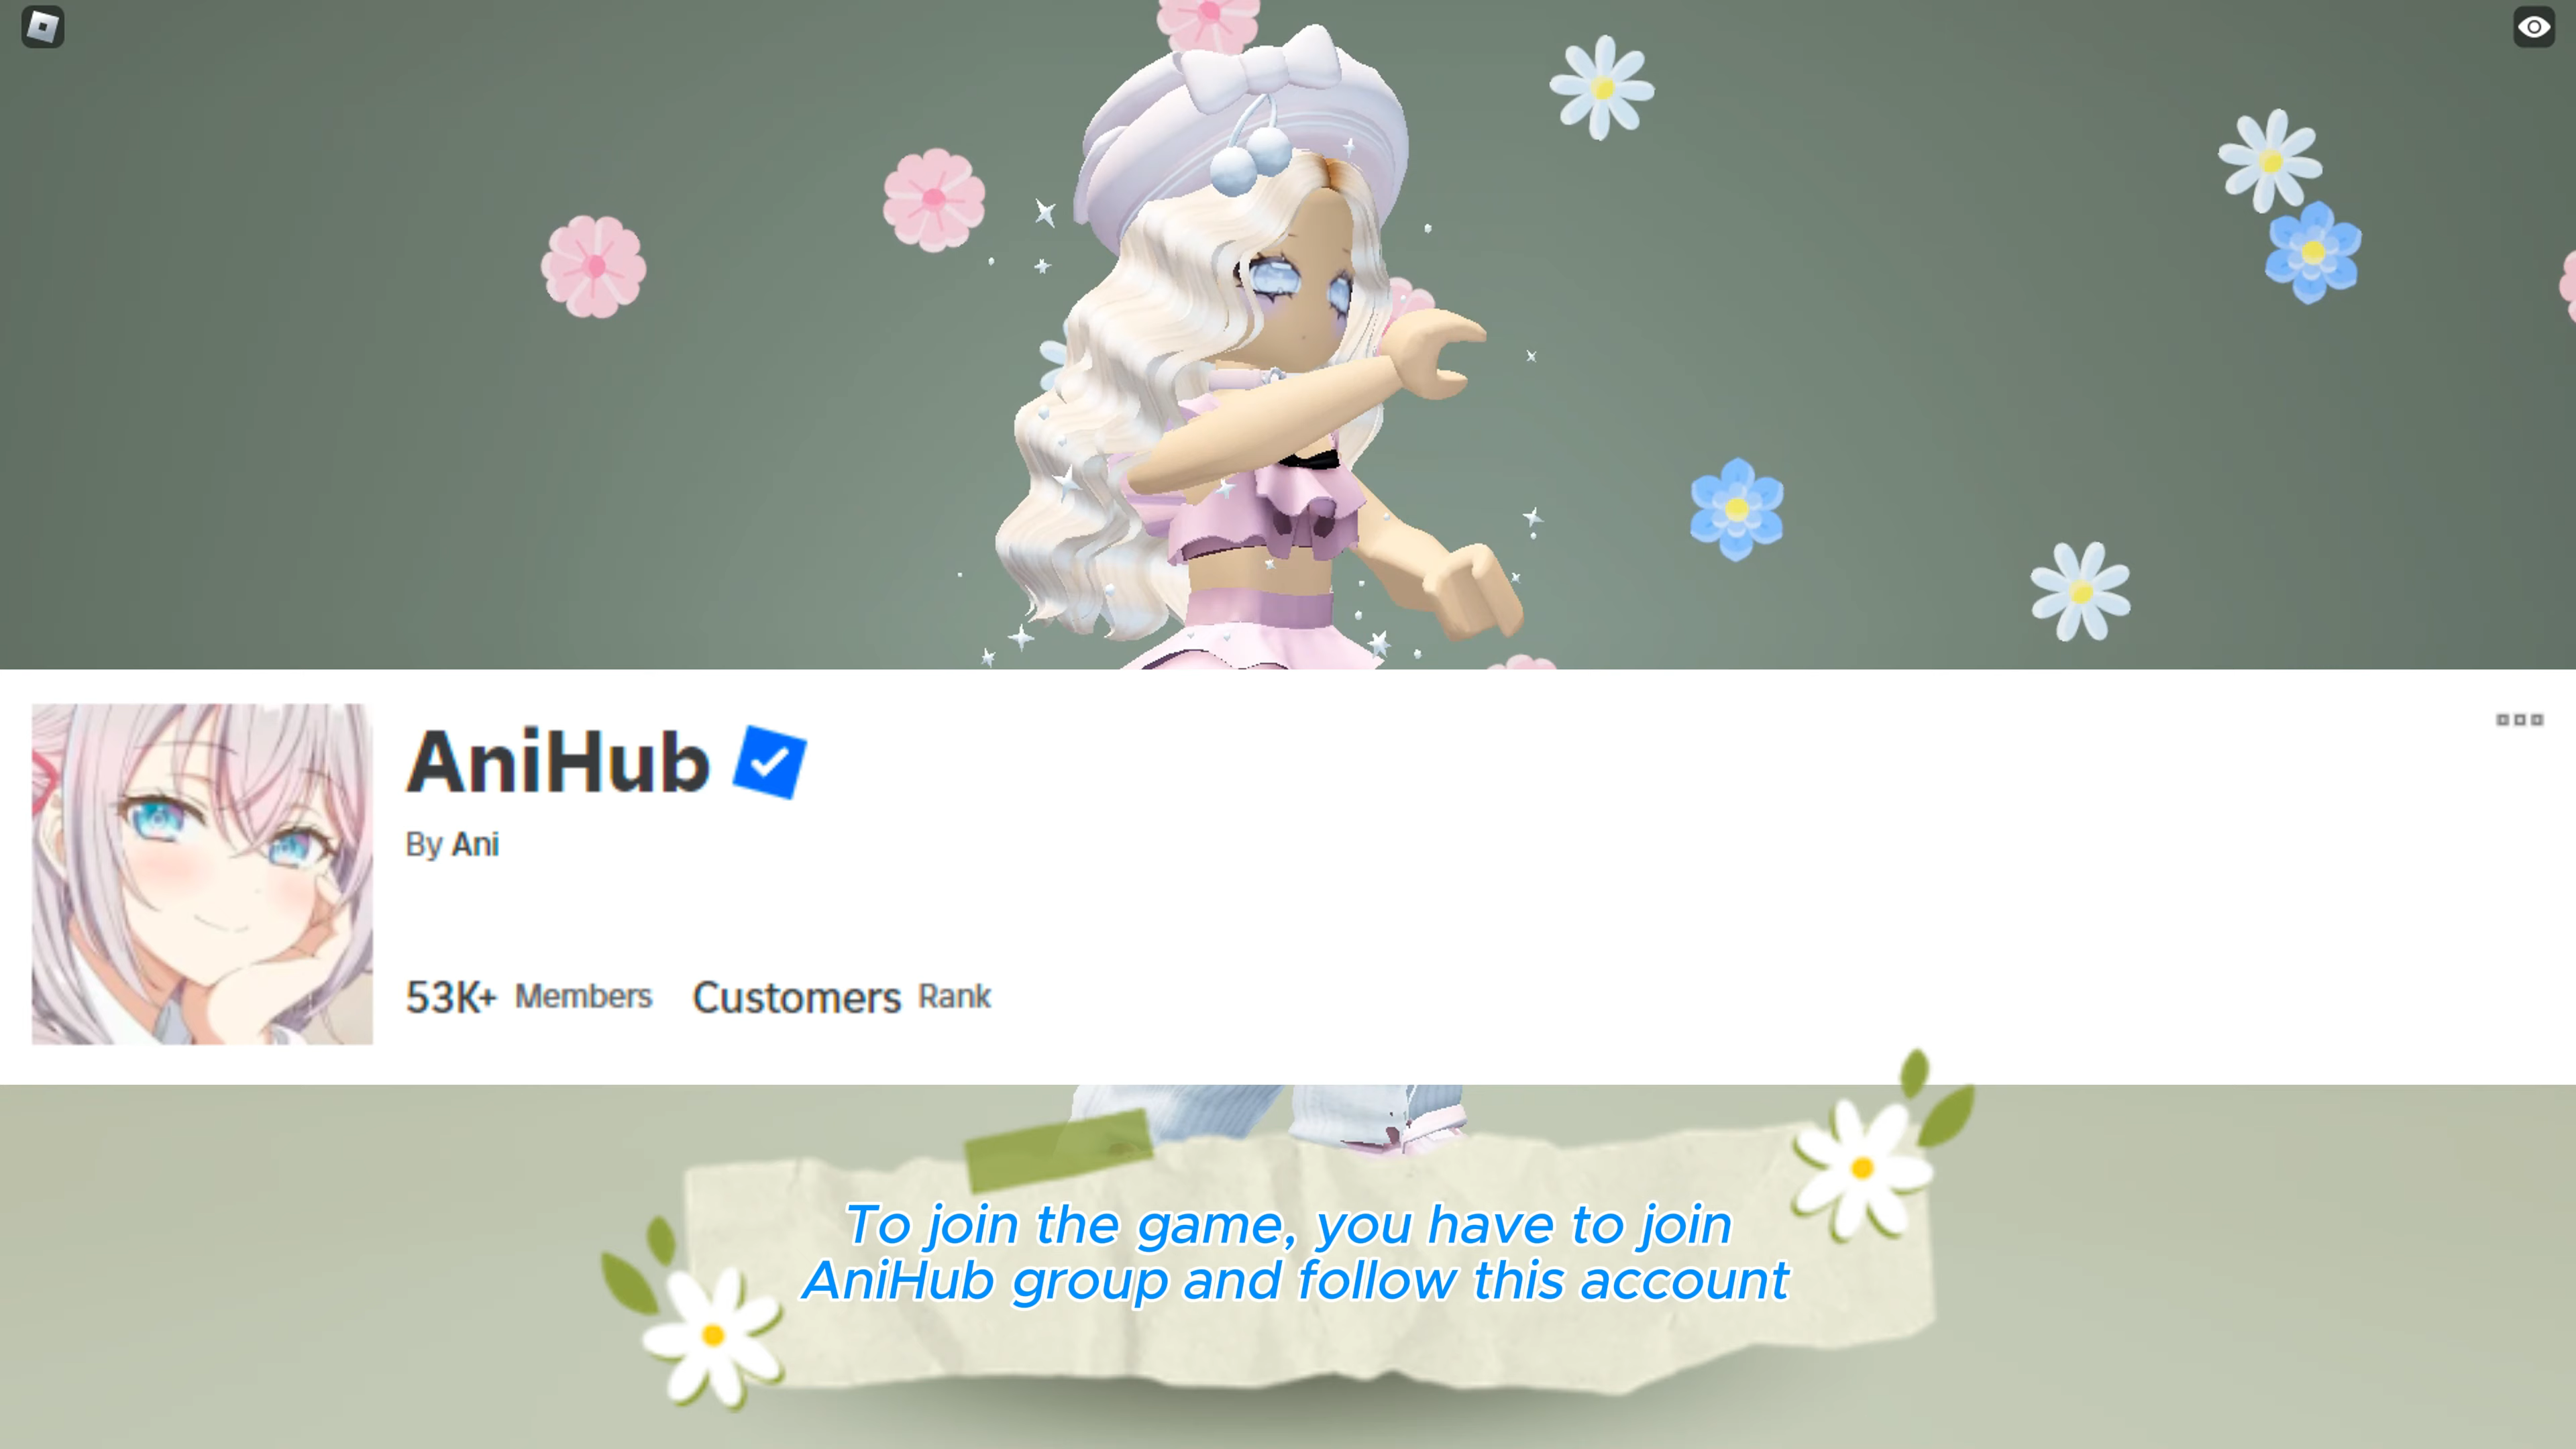 AniHub
By Ani
53K+ Members Customers Rank
To join the game, you have to join
AniHub group and follow this account